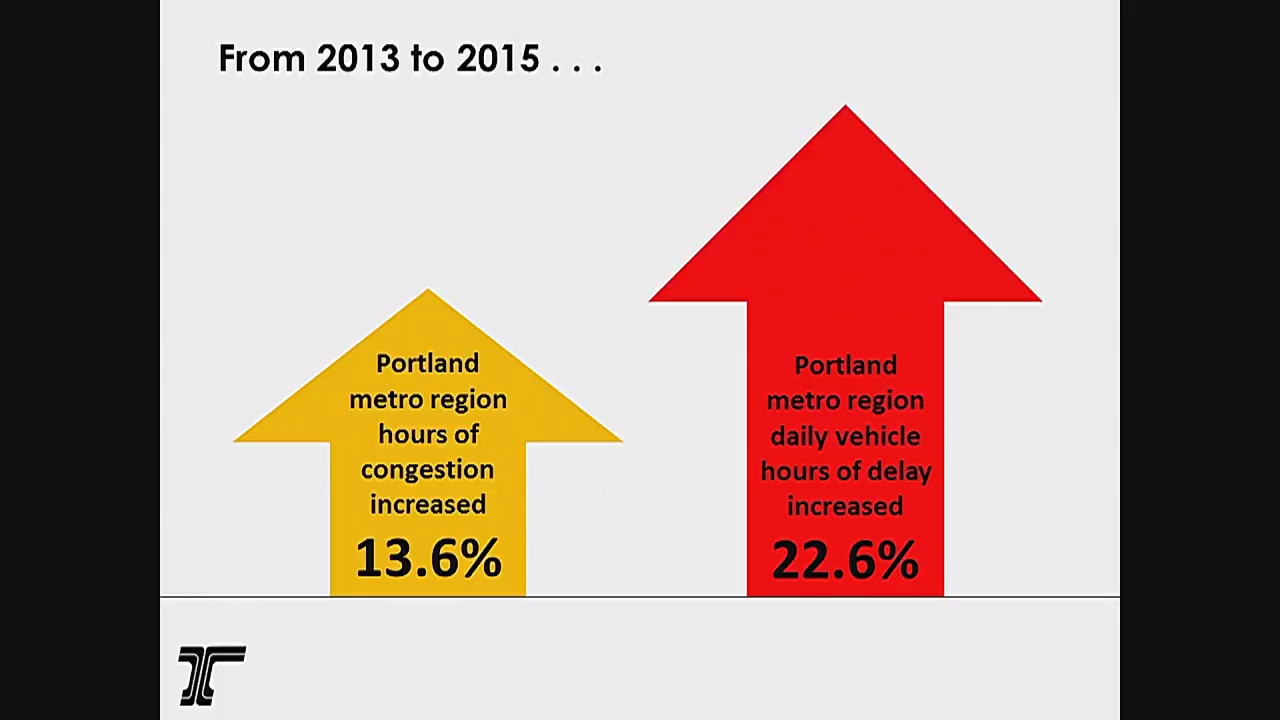 From 2013 to 2015 . . .
Portland
metro region
hours of
congestion
increased
13.6%
Portland
metro region
daily vehicle
hours of delay
increased
22.6%